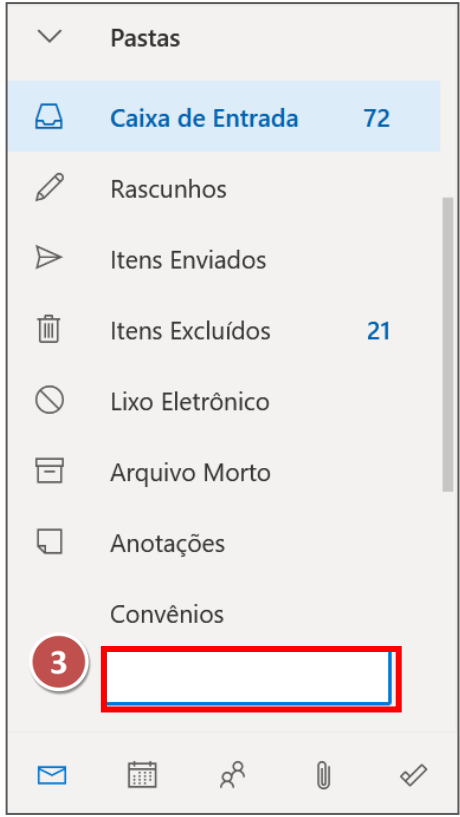 Pastas
Caixa de Entrada 72
Rascunhos
Itens Enviados
Itens Excluídos 21
Lixo Eletrônico
Arquivo Morto
Anotações
Convênios
3